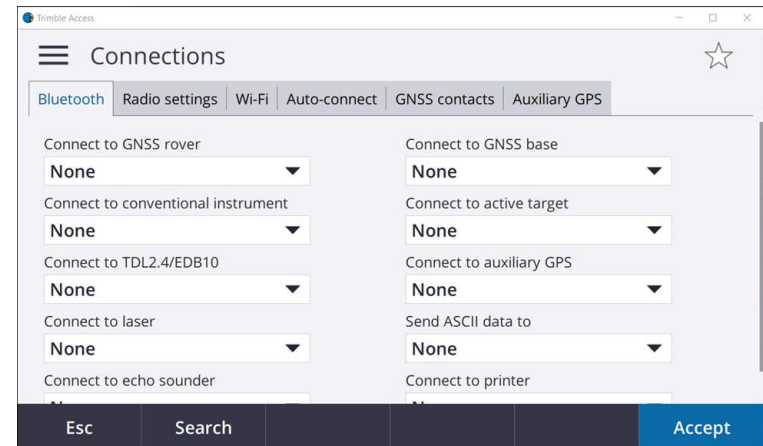 Trimble Access
Connections
Bluetooth Radio settings Wi-Fi Auto-connect GNSS contacts Auxiliary GPS
Connect to GNSS rover Connect to GNSS base
None None
Connect to conventional instrument Connect to active target
None None
Connect to TDL2.4/EDB10 Connect to auxiliary GPS
None None
Connect to laser Send ASCII data to
None None
Connect to echo sounder Connect to printer
Esc Search Accept